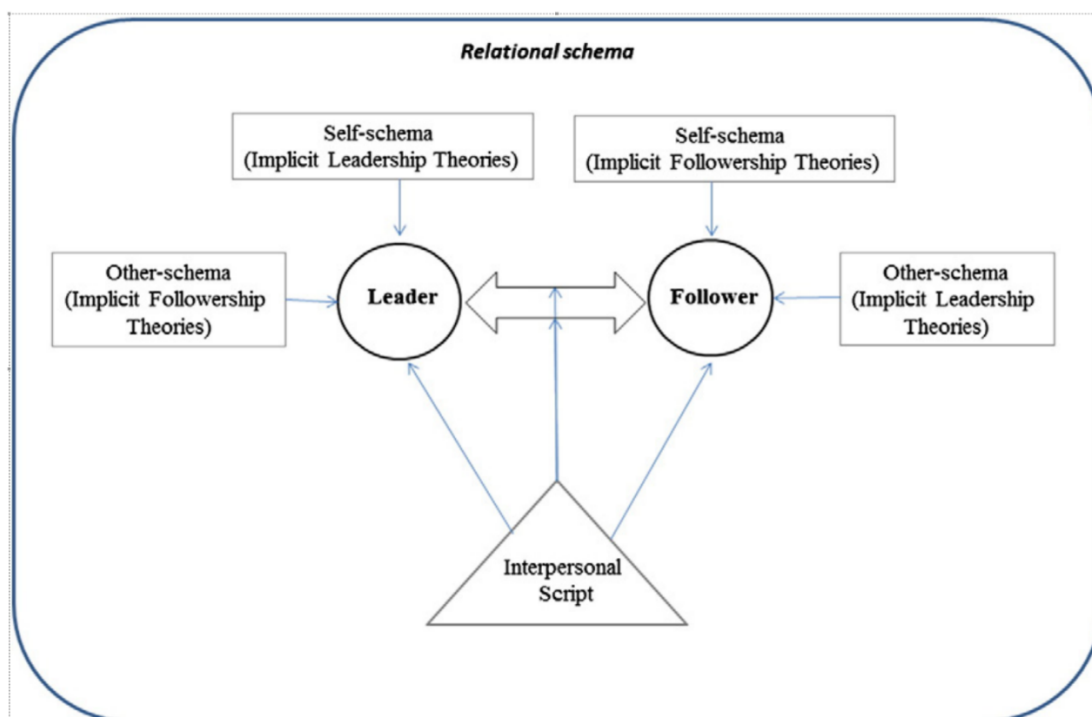 Relational schema
Self-schema
(Implicit Leadership Theories)
Self-schema
(Implicit Followership Theories)
Other-schema
(Implicit Followership
Theories)
Leader
Follower
Other-schema
(Implicit Leadership
Theories)
Interpersonal
Script